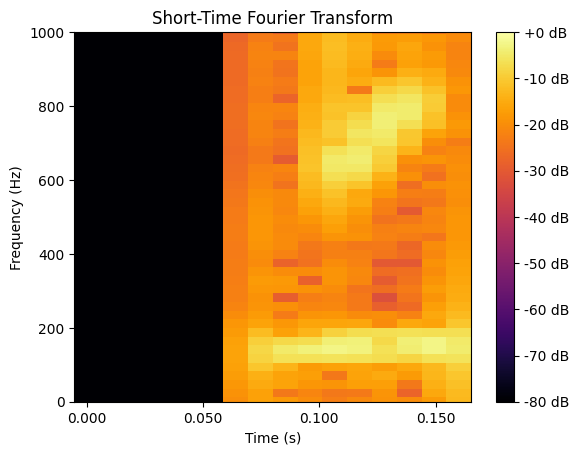 Short-Time Fourier Transform
1000
800
600
400
200
0
Frequency (Hz)
0.000
0.050
0.100
0.150
Time (s)
+0 dB
-10 dB
-20 dB
-30 dB
-40 dB
-50 dB
-60 dB
-70 dB
-80 dB